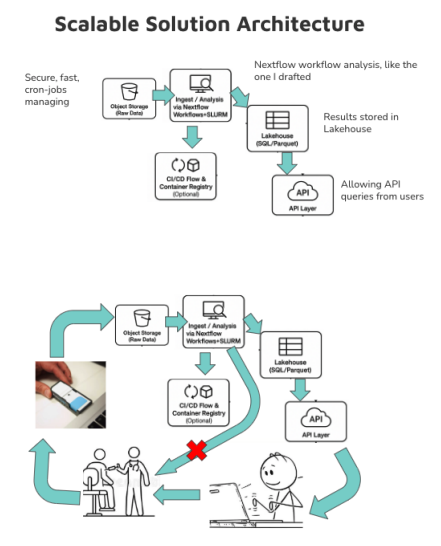 Scalable Solution Architecture
Secure, fast,
cron-jobs
managing
Object Storage
(Raw Data)
Ingest / Analysis
via Nextflow
Workflows+SLURM
Nextflow workflow analysis, like the
one I drafted
Lakehouse
(SQL/Parquet)
Results stored in
Lakehouse
CI/CD Flow &
Container Registry
(Optional)
API
API Layer
Allowing API
queries from users
Object Storage
(Raw Data)
Ingest / Analysis
via Nextflow
Workflows+SLURM
Lakehouse
(SQL/Parquet)
CI/CD Flow &
Container Registry
(Optional)
API
API Layer